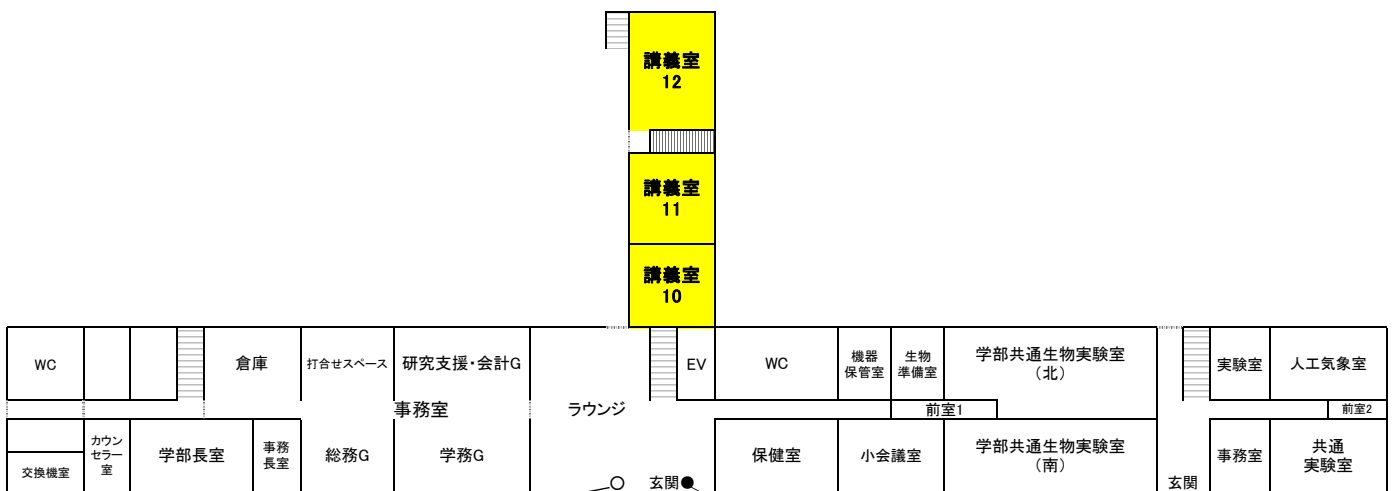 講義室
12
講義室
11
講義室
10
WC
倉庫
打合せスペース
研究支援・会計G
EV
WC
機器
保管室
生物
準備室
学部共通生物実験室
（北）
実験室
人工気象室
事務室
ラウンジ
前室1
前室2
交換機室
カウン
セラー
室
学部長室
事務
長室
総務G
学務G
保健室
小会議室
学部共通生物実験室
（南）
事務室
共通
実験室
玄関
玄関